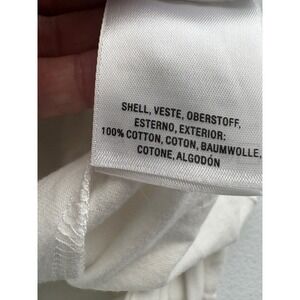 SHELL, VESTE, OBERSTOFF,
ESTERNO, EXTERIOR:
100% COTTON, COTON, BAUMWOLLE,
COTONE, ALGODÓN